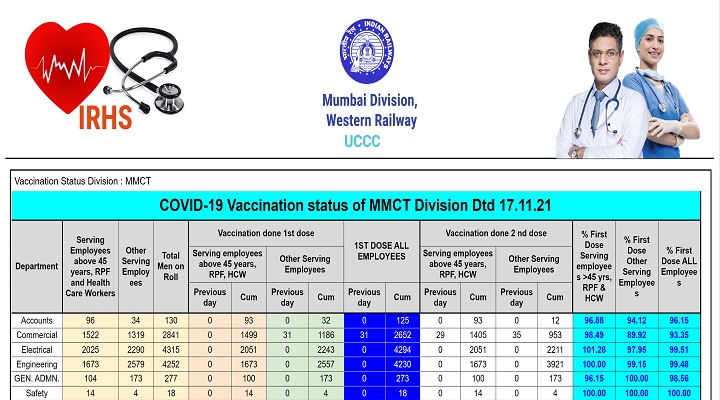 IRHS
INDIAN RAILWAYS
भारतीय रेल
Mumbai Division,
Western Railway
UCCC
Vaccination Status Division : MMCT
COVID-19 Vaccination status of MMCT Division Dtd 17.11.21
Department
Serving Employees above 45 years, RPF and Health Care Workers
Other Serving Employ ees
Total Men on Roll
Vaccination done 1st dose
Serving employees above 45 years, RPF, HCW
Other Serving Employees
1ST DOSE ALL EMPLOYEES
Vaccination done 2 nd dose
Serving employees above 45 years, RPF, HCW
Other Serving Employees
% First Dose Serving employee s >45 yrs, RPF & HCW
% First Dose Other Serving Employee s
% First Dose ALL Employee s
Previous day Cum Previous day Cum Previous day Cum Previous day Cum Previous day Cum
Accounts 96 34 130 0 93 0 32 0 125 0 93 0 12 96.88 94.12 96.15
Commercial 1522 1319 2841 0 1499 31 1186 31 2652 29 1405 35 953 98.49 89.92 93.35
Electrical 2025 2290 4315 0 2051 0 2243 0 4294 0 2051 0 2211 101.28 97.95 99.51
Engineering 1673 2579 4252 0 1673 0 2557 0 4230 0 1673 0 3921 100.00 99.15 99.48
GEN. ADMN. 104 173 277 0 100 0 173 0 273 0 100 0 173 96.15 100.00 98.56
Safety 14 4 18 0 14 0 4 0 18 0 14 0 4 100.00 100.00 100.00